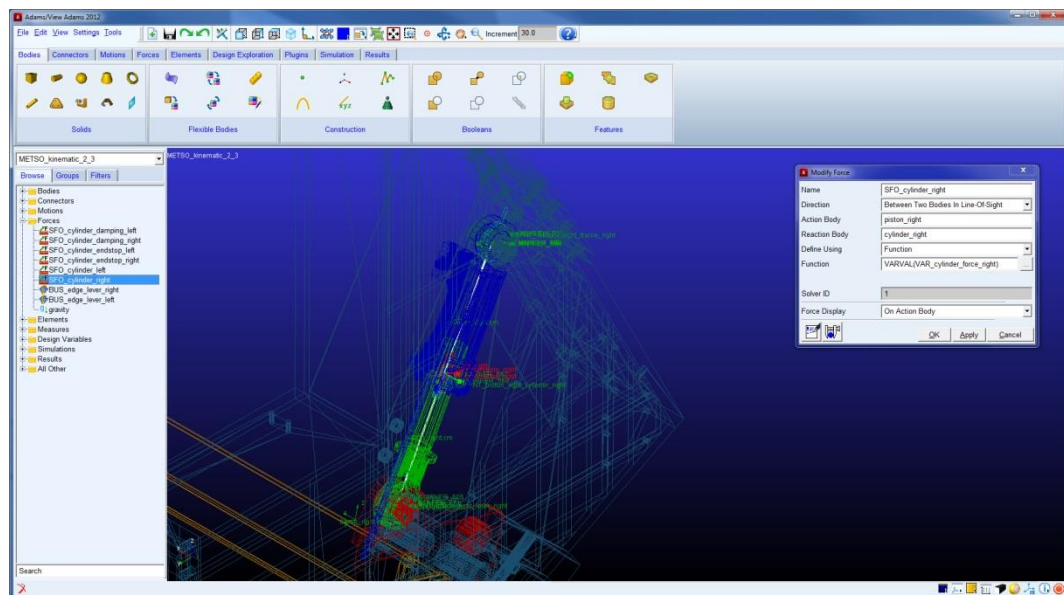 Adams/View Adams 2012
File Edit View Settings Tools
Increment 30.0
Bodies Connectors Motions Forces Elements Design Exploration Plugins Simulation Results
Solids Flexible Bodies Construction Booleans Features
METSO_kinematic_2_3
METSO_kinematic_2_3
Browse Groups Filters
Bodies
Connectors
Motions
Forces
SFO_cylinder_damping_left
SFO_cylinder_damping_right
SFO_cylinder_endstop_left
SFO_cylinder_endstop_right
SFO_cylinder_left
SFO_cylinder_right
BUS_edge_lever_right
BUS_edge_lever_left
gravity
Elements
Measures
Design Variables
Simulations
Results
All Other
Search
Modify Force
Name SFO_cylinder_right
Direction Between Two Bodies In Line-Of-Sight
Action Body piston_right
Reaction Body cylinder_right
Define Using Function
Function VARVAL(VAR_cylinder_force_right) ...
Solver ID 1
Force Display On Action Body
OK Apply Cancel